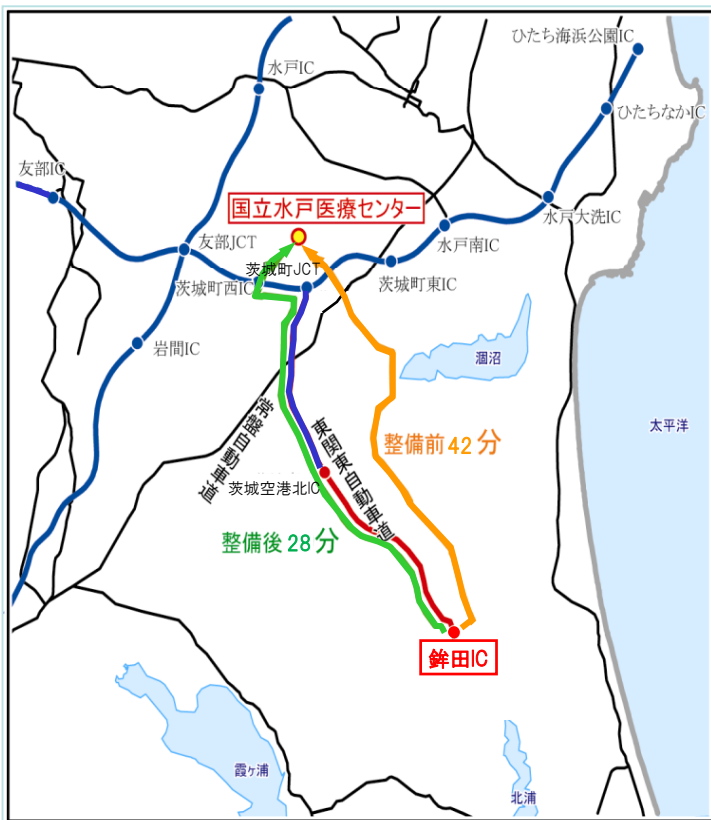 ひたち海浜公園IC
水戸IC
ひたちなかIC
友部IC
国立水戸医療センター
水戸大洗IC
友部JCT
水戸南IC
茨城町JCT
茨城町西IC
茨城町東IC
岩間IC
涸沼
常盤自動車道
東関東自動車道
整備前42分
太平洋
茨城空港北IC
整備後28分
鉾田IC
霞ヶ浦
北浦